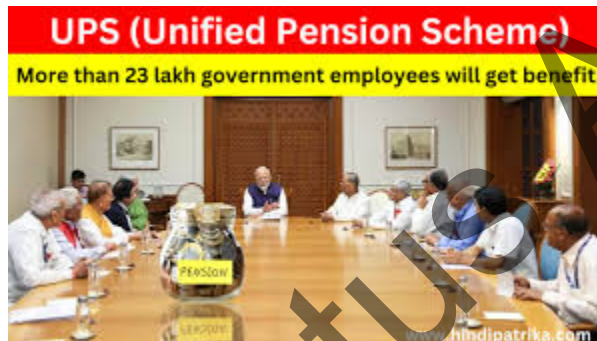 UPS (Unified Pension Scheme)
More than 23 lakh government employees will get benefit
PENSION
www.hindipatrika.com